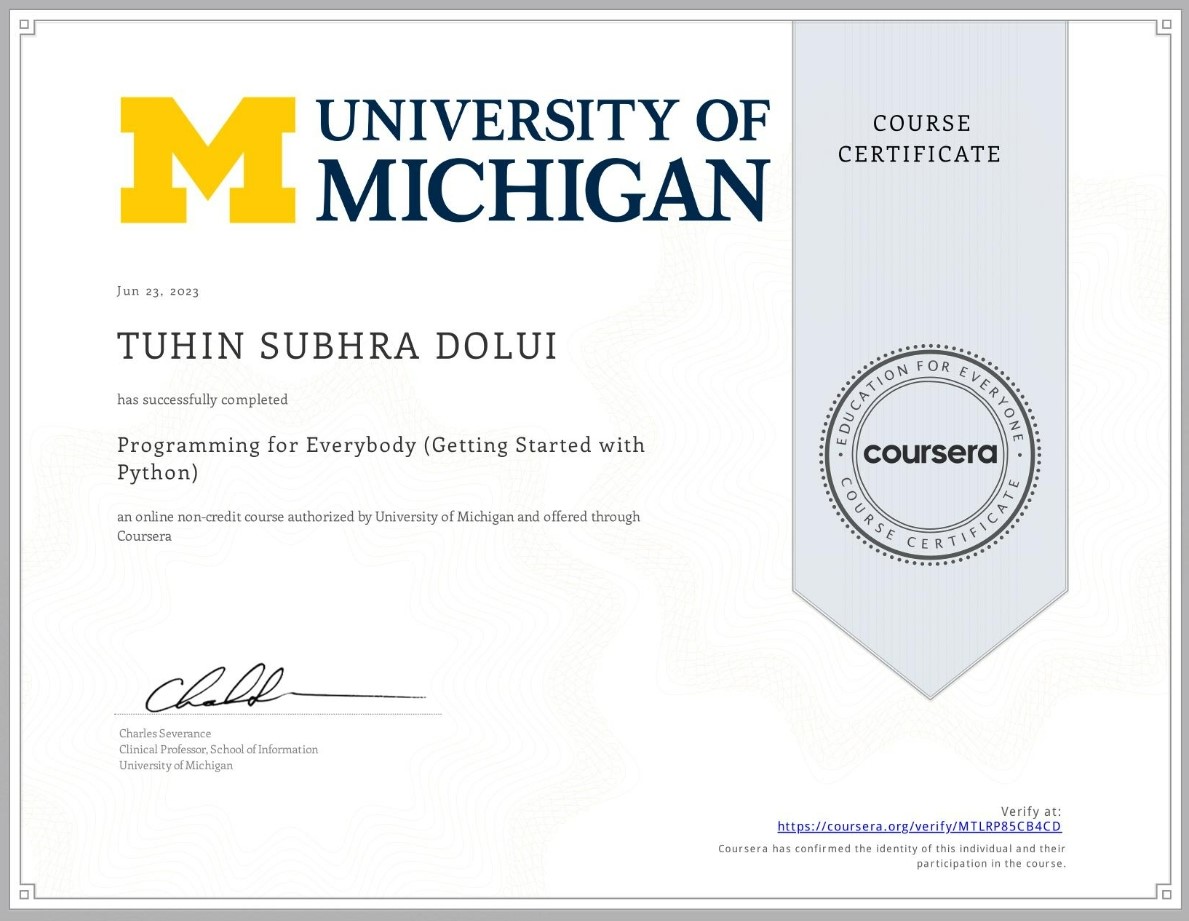 UNIVERSITY OF
MICHIGAN
COURSE
CERTIFICATE
Jun 23, 2023
TUHIN SUBHRA DOLUI
has successfully completed
Programming for Everybody (Getting Started with
Python)
an online non-credit course authorized by University of Michigan and offered through
Coursera
EDUCATION FOR EVERYONE
coursera
COURSE CERTIFICATE
Charles Severance
Clinical Professor, School of Information
University of Michigan
Verify at:
https://coursera.org/verify/MTLRP85CB4CD
Coursera has confirmed the identity of this individual and their
participation in the course.